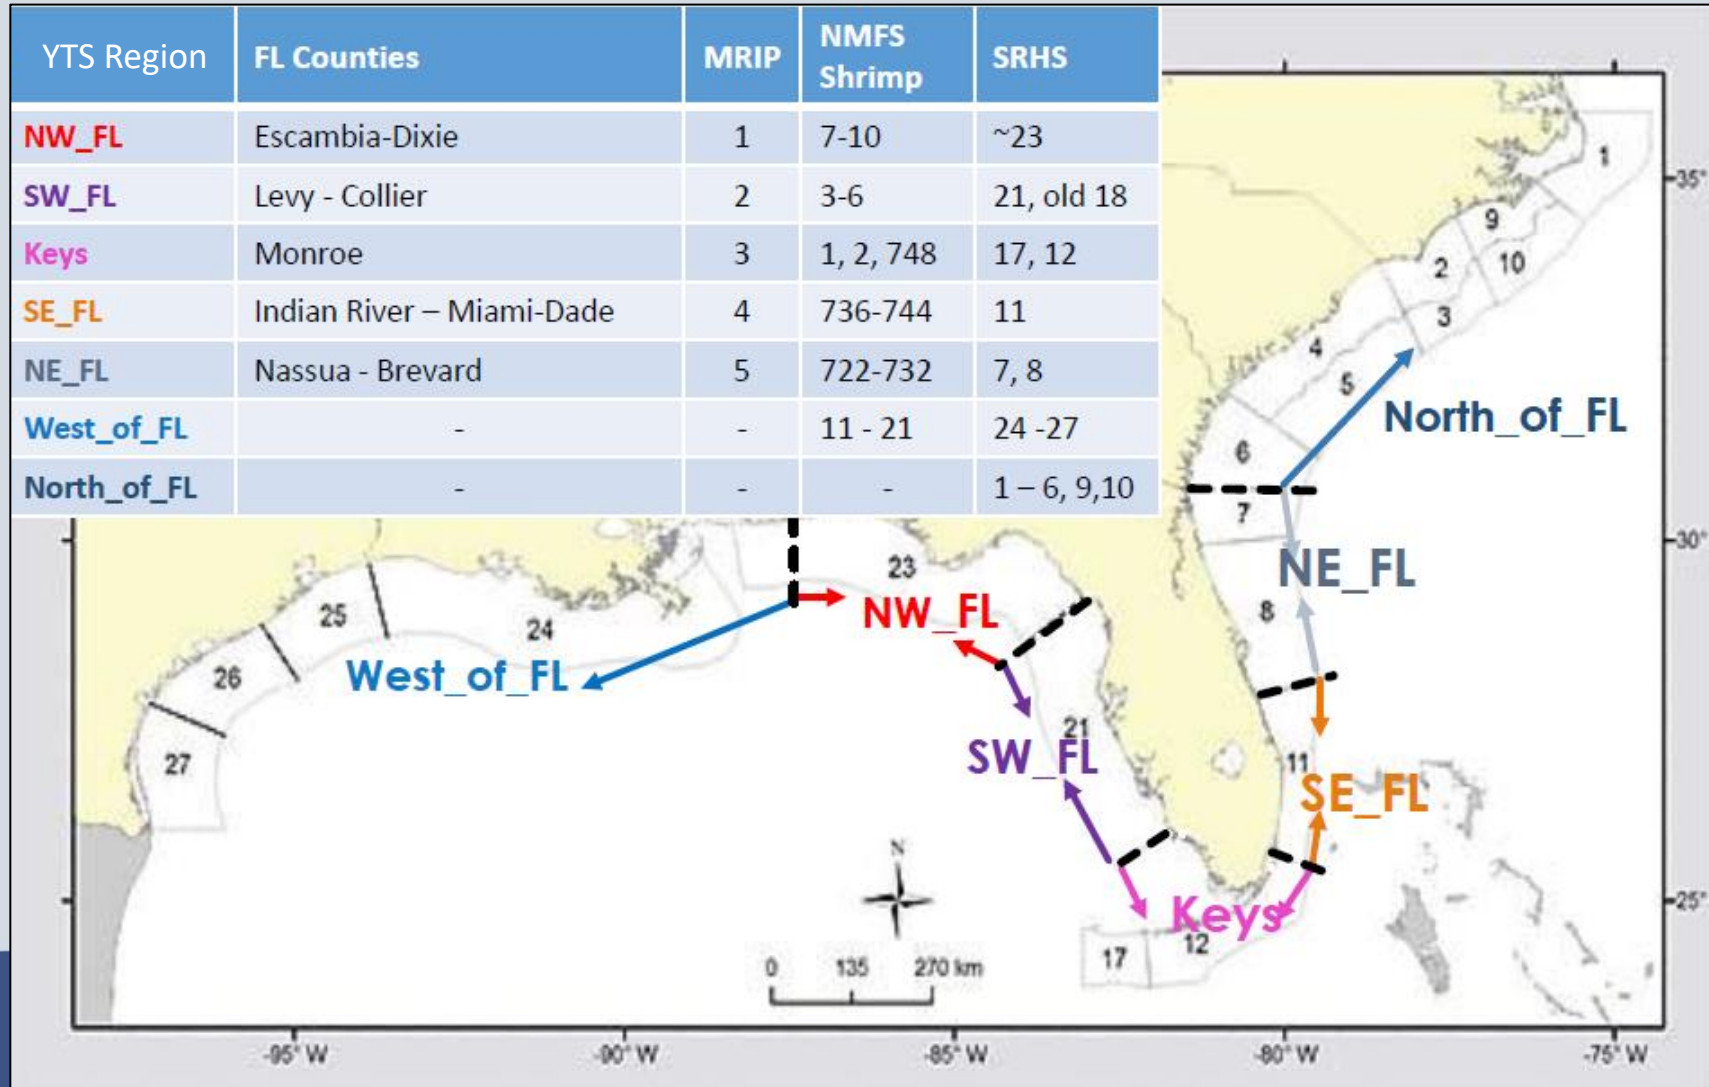 YTS Region FL Counties MRIP NMFS Shrimp SRHS
NW_FL Escambia-Dixie 1 7-10 ~23
SW_FL Levy - Collier 2 3-6 21, old 18
Keys Monroe 3 1, 2, 748 17, 12
SE_FL Indian River – Miami-Dade 4 736-744 11
NE_FL Nassua - Brevard 5 722-732 7, 8
West_of_FL - - 11 - 21 24 -27
North_of_FL - - - 1 – 6, 9,10
1
9
2
10
3
4
5
North_of_FL
6
7
NE_FL
8
23
NW_FL
25
24
26
West_of_FL
27
21
SW_FL
11
SE_FL
Keys
12
17
N
0 135 270 km
35°
30°
25°
-95° W -90° W -85° W -80° W -75° W